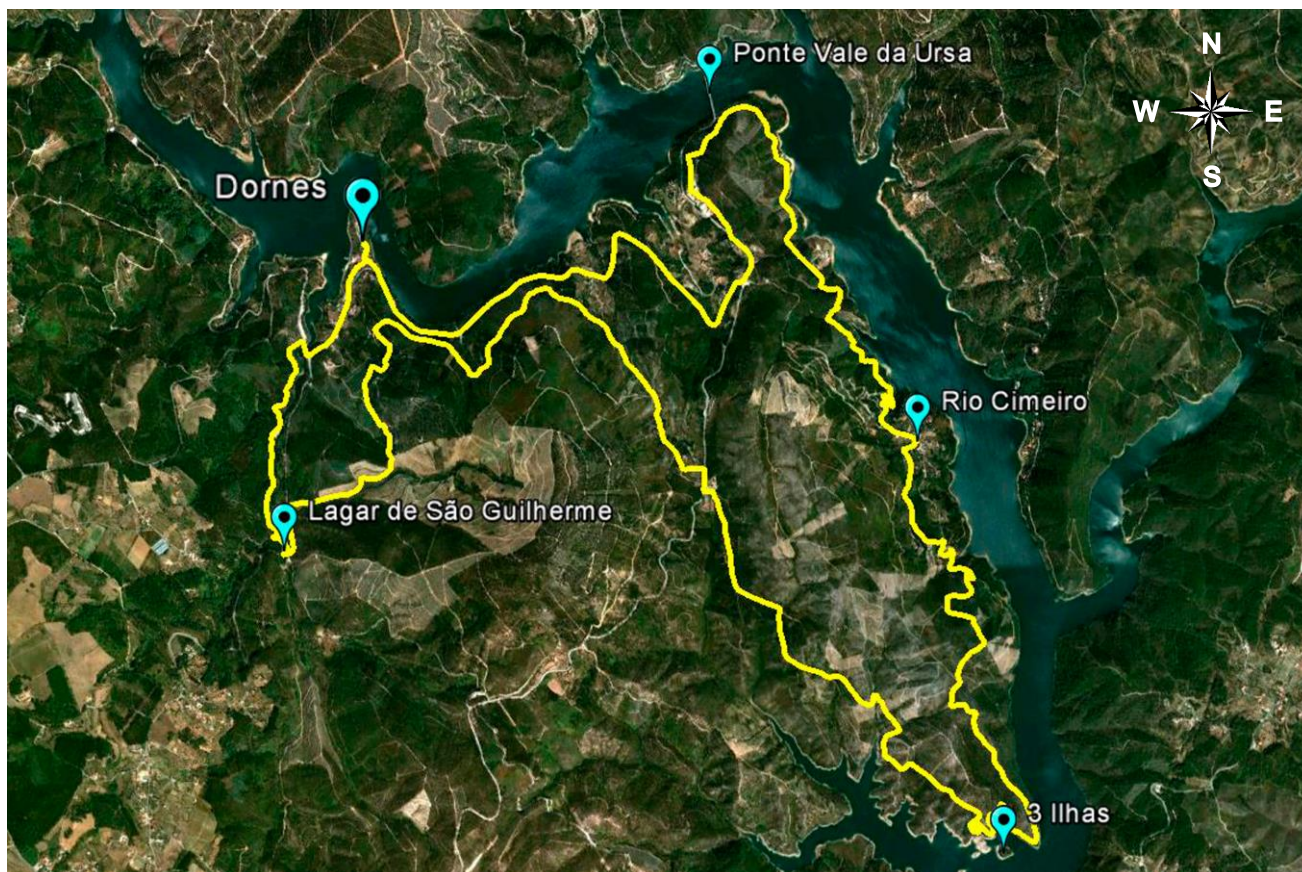 N
Ponte Vale da Ursa
W E
S
Dornes
Rio Cimeiro
Lagar de São Guilherme
3 Ilhas